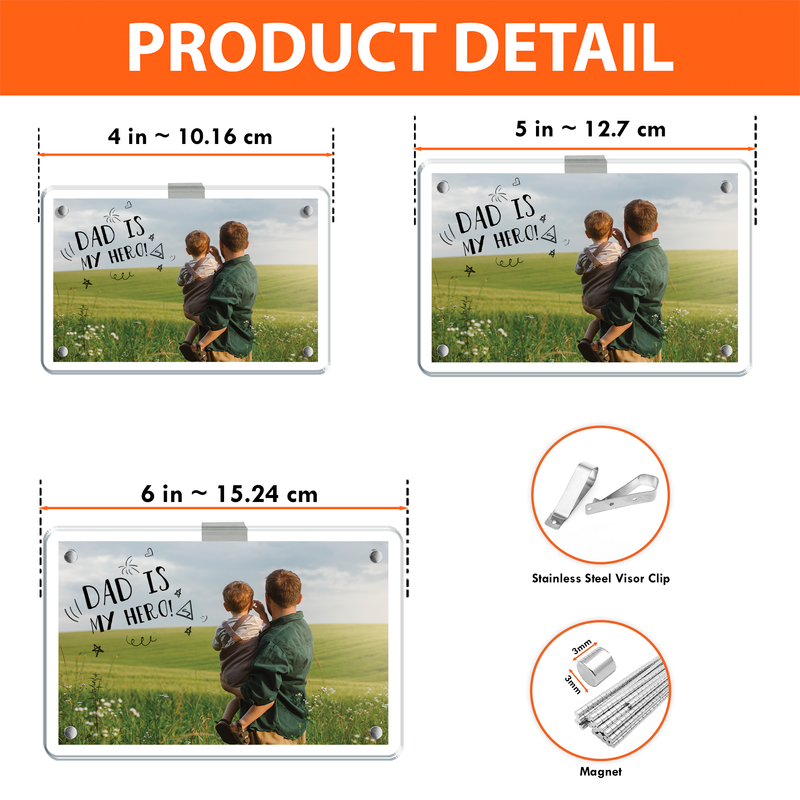 PRODUCT DETAIL
4 in ~ 10.16 cm
5 in ~ 12.7 cm
DAD IS
MY HERO!
DAD IS
MY HERO!
6 in ~ 15.24 cm
DAD IS
MY HERO!
Stainless Steel Visor Clip
3mm
3mm
Magnet